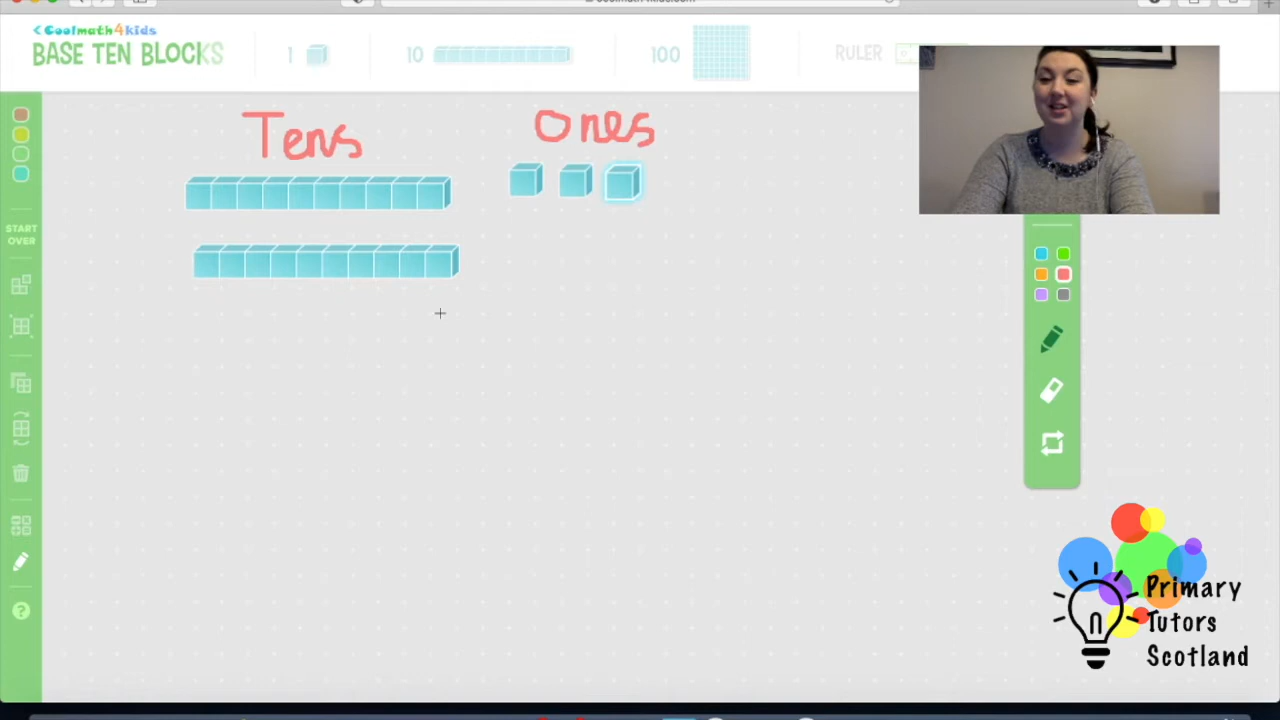 <Coolmath4kids
BASE TEN BLOCKS
1
10
100
RULER
Tens
Ones
START
OVER
?
Primary
Tutors
Scotland